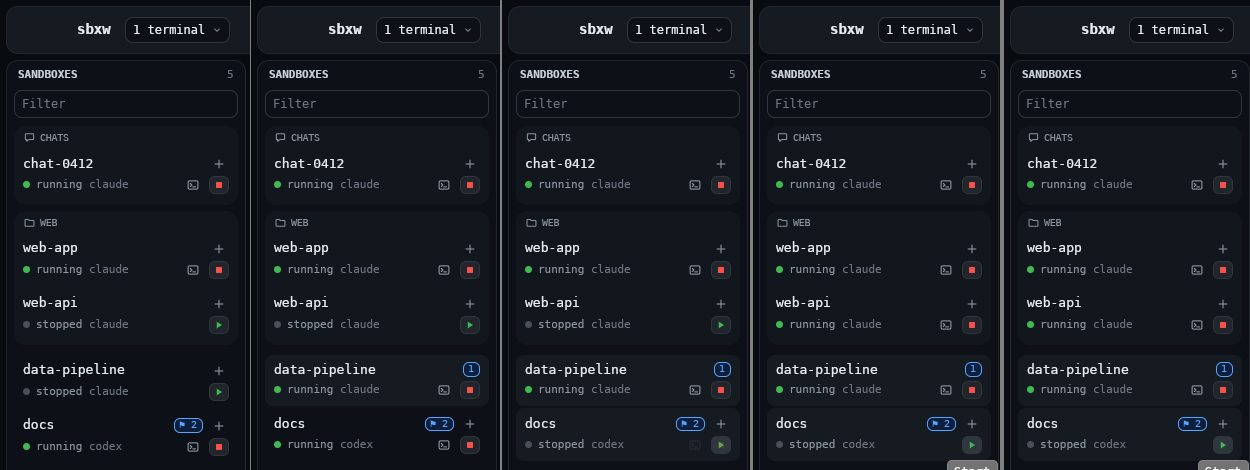 sbxw 1 terminal
SANDBOXES 5
Filter
CHATS
chat-0412
running claude
WEB
web-app
running claude
web-api
stopped claude
data-pipeline
stopped claude
docs 2
running codex
sbxw 1 terminal
SANDBOXES 5
Filter
CHATS
chat-0412
running claude
WEB
web-app
running claude
web-api
stopped claude
data-pipeline 1
running claude
docs 2
running codex
sbxw 1 terminal
SANDBOXES 5
Filter
CHATS
chat-0412
running claude
WEB
web-app
running claude
web-api
stopped claude
data-pipeline 1
running claude
docs 2
stopped codex
sbxw 1 terminal
SANDBOXES 5
Filter
CHATS
chat-0412
running claude
WEB
web-app
running claude
web-api
running claude
data-pipeline 1
running claude
docs 2
stopped codex
Start
sbxw 1 terminal
SANDBOXES 5
Filter
CHATS
chat-0412
running claude
WEB
web-app
running claude
web-api
running claude
data-pipeline 1
running claude
docs 2
stopped codex
Start